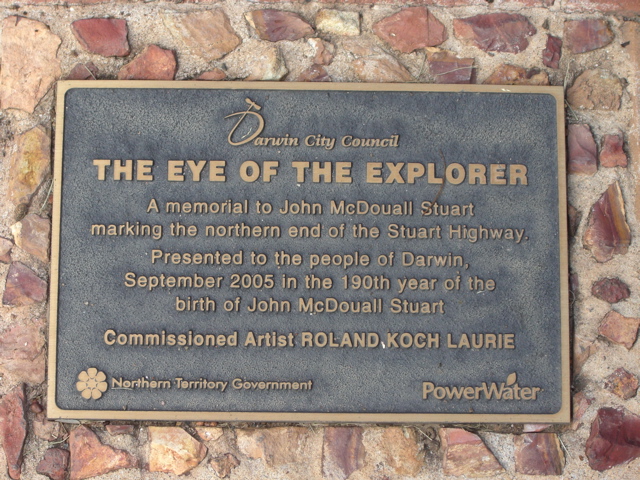 Darwin City Council
THE EYE OF THE EXPLORER
A memorial to John McDouall Stuart
marking the northern end of the Stuart Highway.
Presented to the people of Darwin,
September 2005 in the 190th year of the
birth of John McDouall Stuart
Commissioned Artist ROLAND KOCH LAURIE
Northern Territory Government
PowerWater